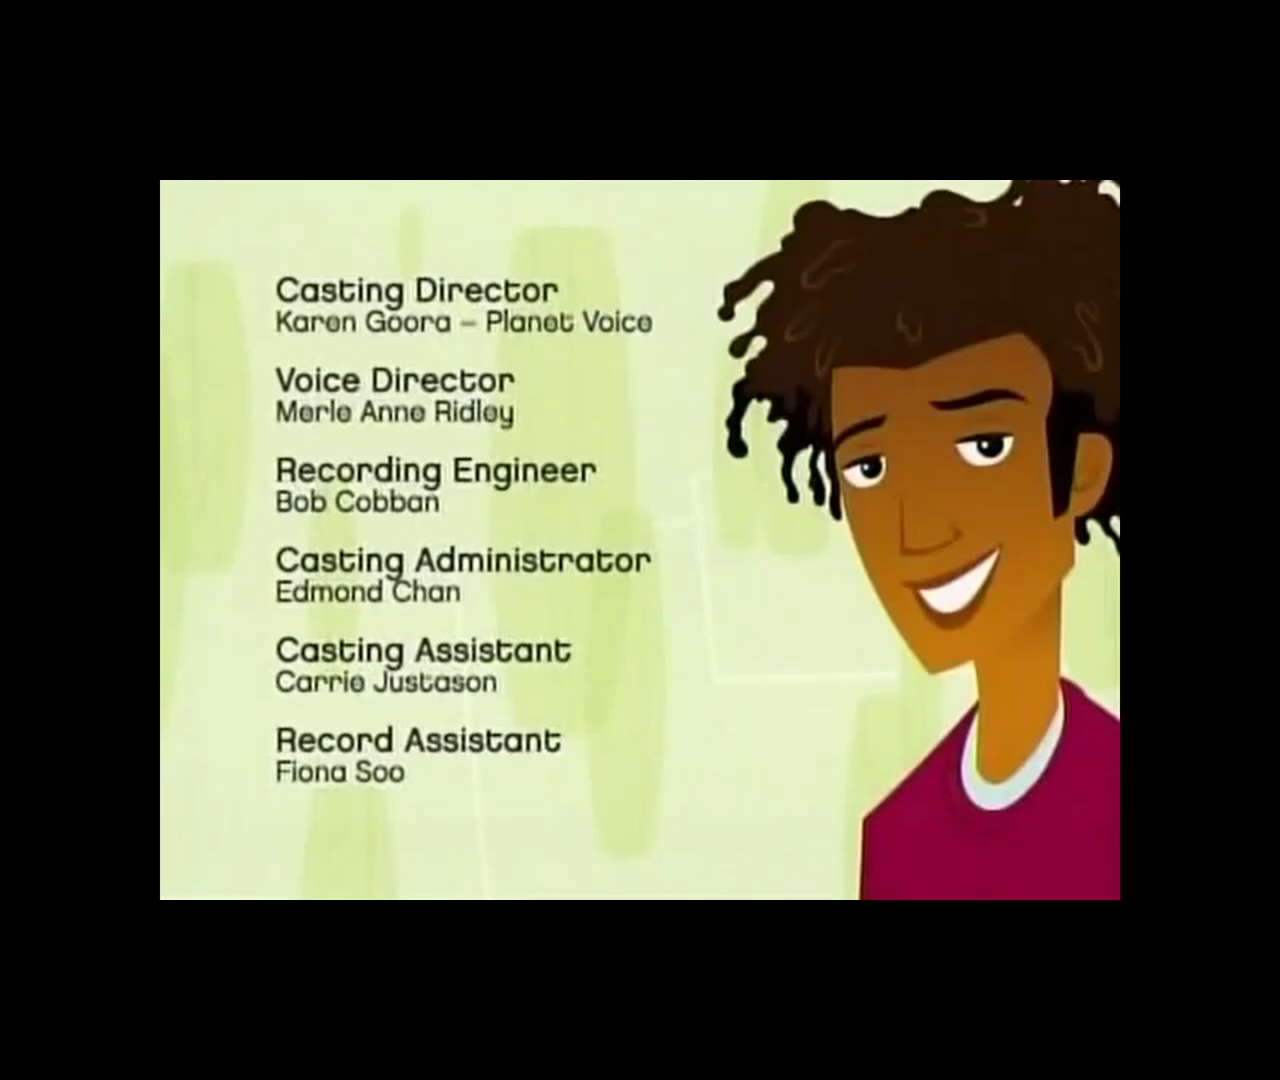 Casting Director
Karen Goora – Planet Voice
Voice Director
Merle Anne Ridley
Recording Engineer
Bob Cobban
Casting Administrator
Edmond Chan
Casting Assistant
Carrie Justason
Record Assistant
Fiona Soo